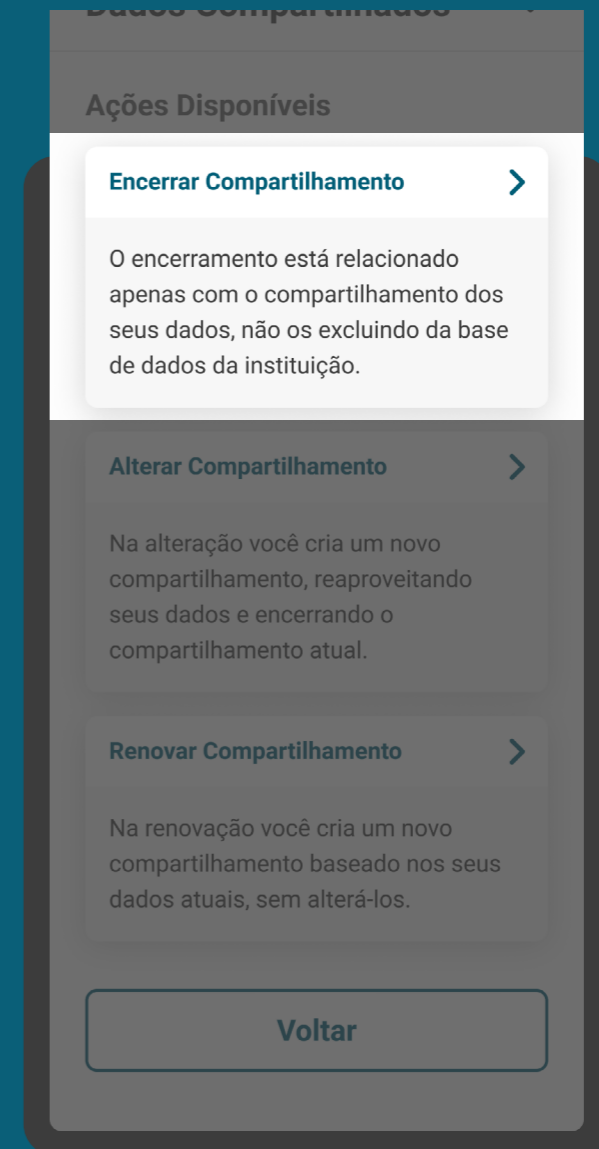 Dados Compartilhados
Ações Disponíveis
Encerrar Compartilhamento
O encerramento está relacionado
apenas com o compartilhamento dos
seus dados, não os excluindo da base
de dados da instituição.
Alterar Compartilhamento
Na alteração você cria um novo
compartilhamento, reaproveitando
seus dados e encerrando o
compartilhamento atual.
Renovar Compartilhamento
Na renovação você cria um novo
compartilhamento baseado nos seus
dados atuais, sem alterá-los.
Voltar